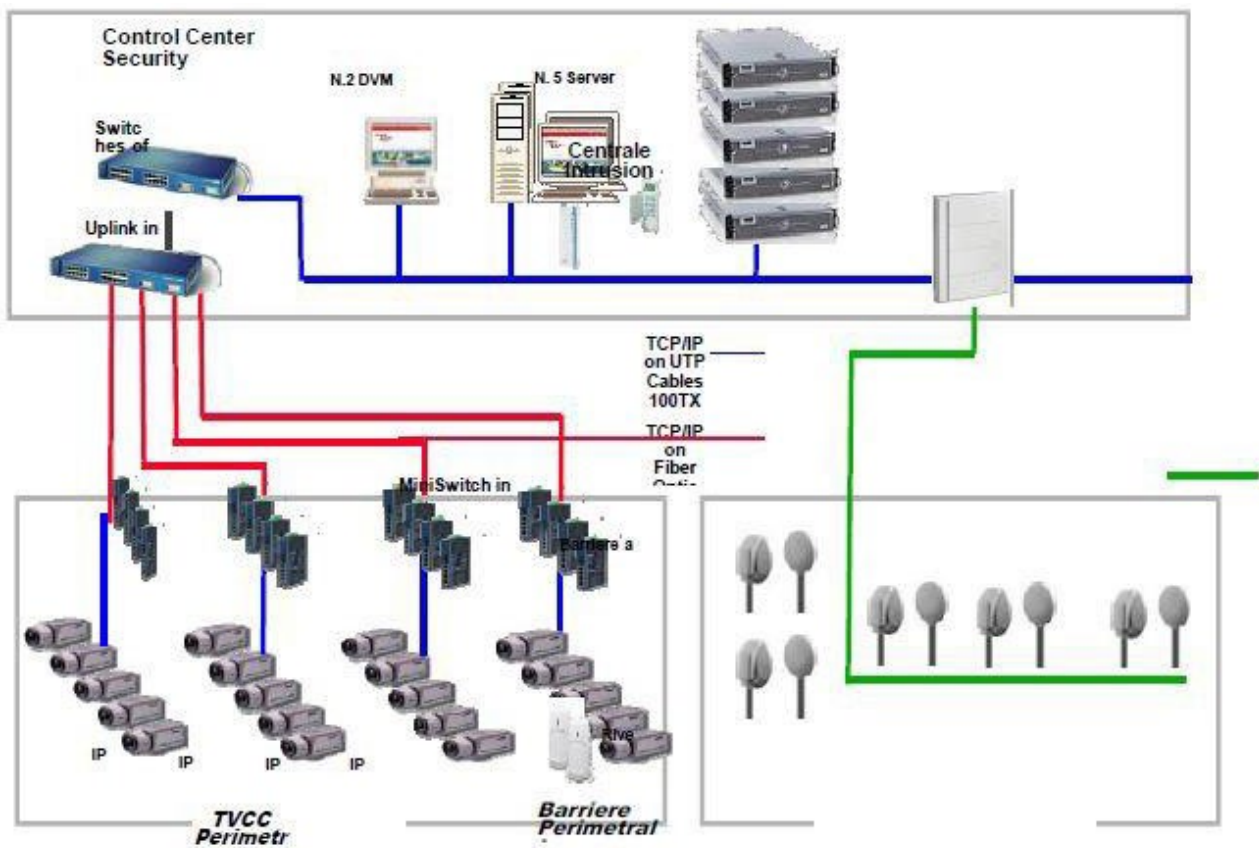 Control Center
Security
N.2 DVM
N. 5 Server
Switc
hes of
Centrale
Intrusion
Uplink in
TCP/IP
on UTP
Cables
100TX
TCP/IP
on
Fiber
Optic
MiniSwitch in
Barriere a
Rive
IP
IP
IP
IP
TVCC
Perimetr
Barriere
Perimetral